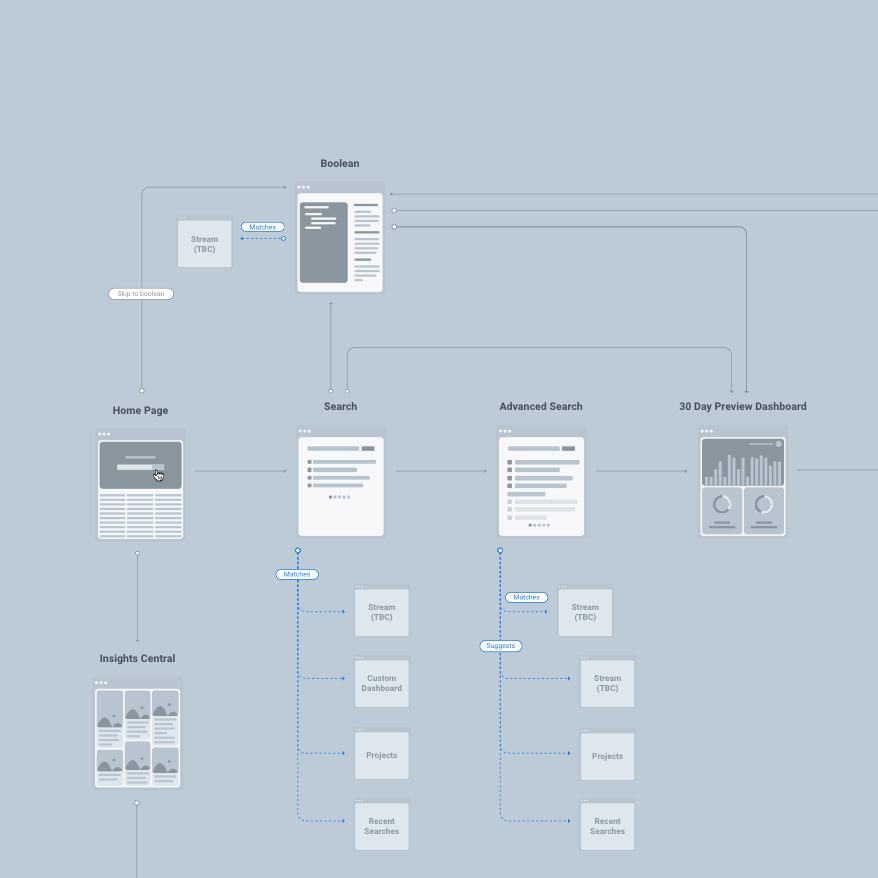 Boolean
Matches
Stream
(TBC)
Skip to boolean
Home Page
Search
Advanced Search
30 Day Preview Dashboard
Matches
Stream
(TBC)
Custom
Dashboard
Projects
Recent
Searches
Matches
Stream
(TBC)
Suggests
Stream
(TBC)
Projects
Recent
Searches
Insights Central